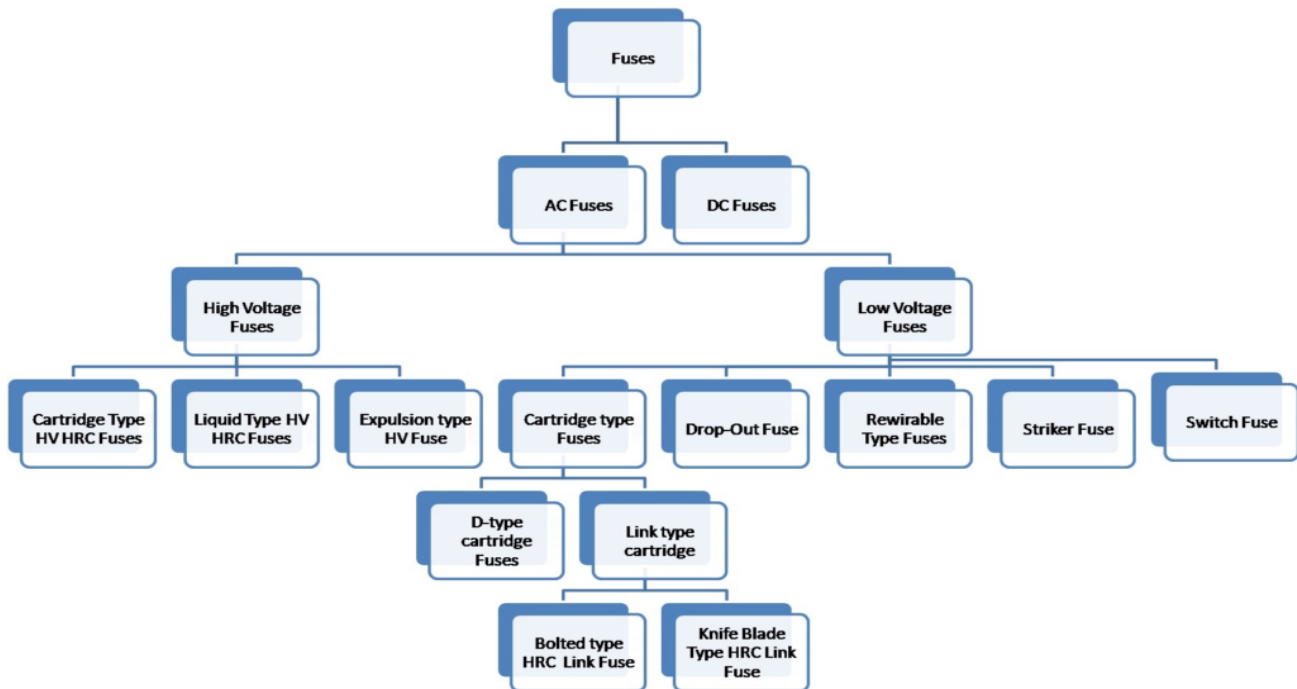 Fuses
AC Fuses
DC Fuses
High Voltage
Fuses
Low Voltage
Fuses
Cartridge Type
HV HRC Fuses
Liquid Type HV
HRC Fuses
Expulsion type
HV Fuse
Cartridge type
Fuses
Drop-Out Fuse
Rewirable
Type Fuses
Striker Fuse
Switch Fuse
D-type
cartridge
Fuses
Link type
cartridge
Bolted type
HRC Link Fuse
Knife Blade
Type HRC Link
Fuse